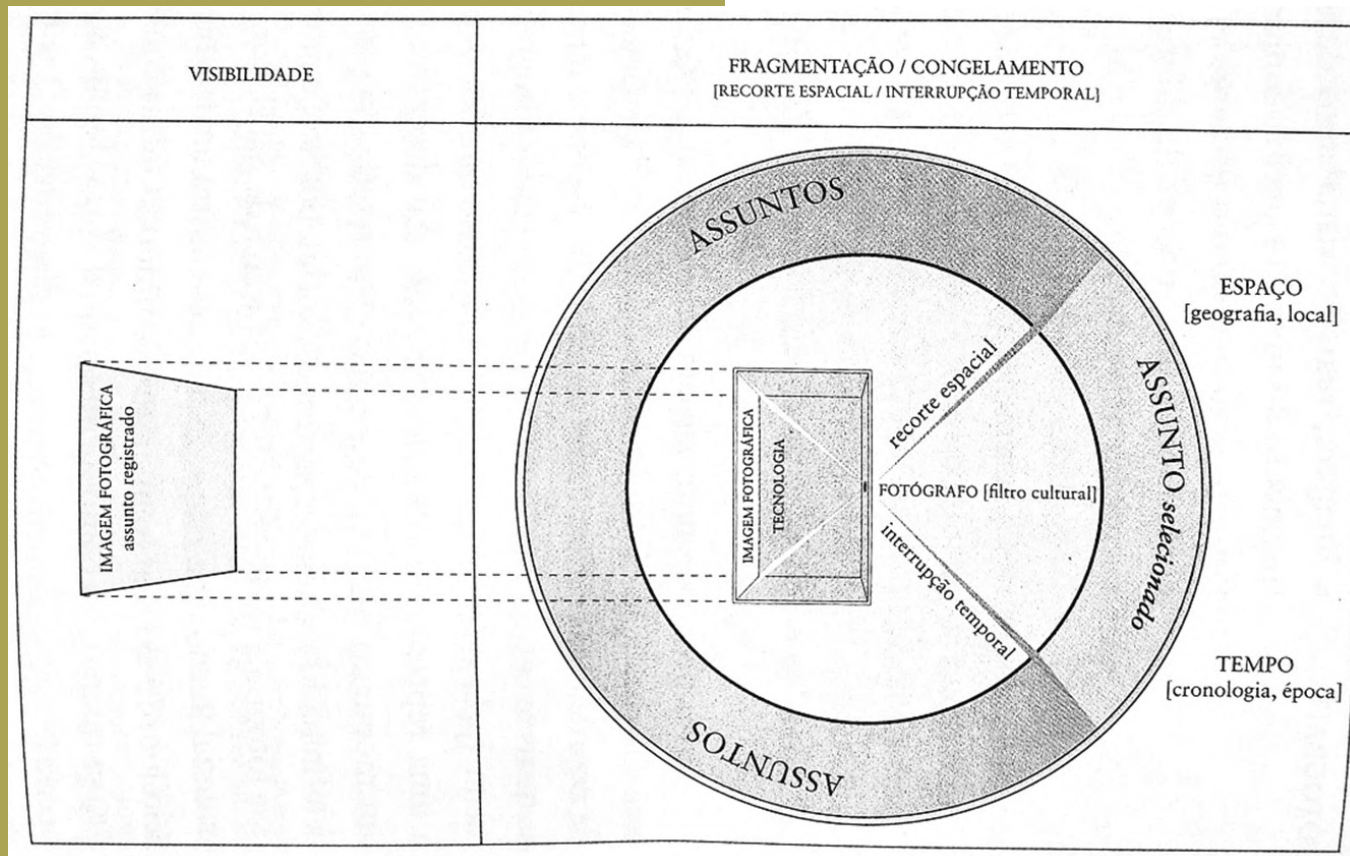 VISIBILIDADE
FRAGMENTAÇÃO / CONGELAMENTO
[RECORTE ESPACIAL / INTERRUPÇÃO TEMPORAL]
ASSUNTOS
ESPAÇO
[geografia, local]
recorte espacial
ASSUNTO selecionado
IMAGEM FOTOGRÁFICA
assunto registrado
IMAGEM FOTOGRÁFICA
TECNOLOGIA
FOTÓGRAFO [filtro cultural]
interrupção temporal
TEMPO
[cronologia, época]
ASSUNTOS